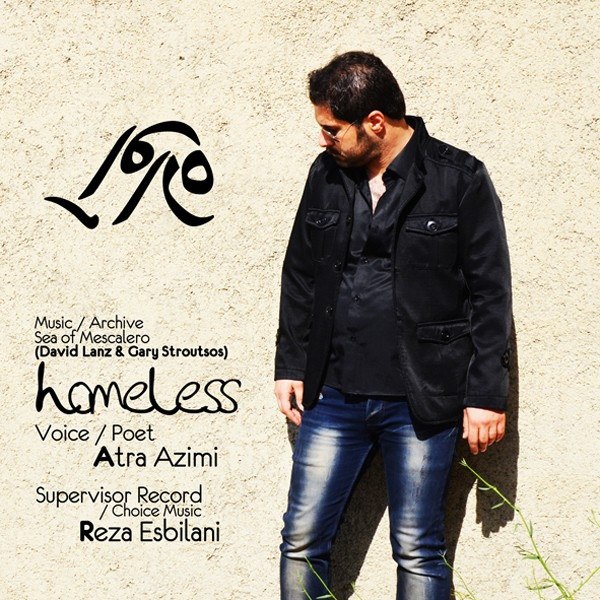 Music / Archive
Sea of Mescalero
(David Lanz & Gary Stroutsos)
homeless
Voice / Poet
Atra Azimi
Supervisor Record
/ Choice Music
Reza Esbilani